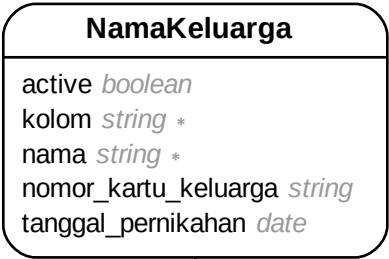 NamaKeluarga
active boolean
kolom string *
nama string *
nomor_kartu_keluarga string
tanggal_pernikahan date